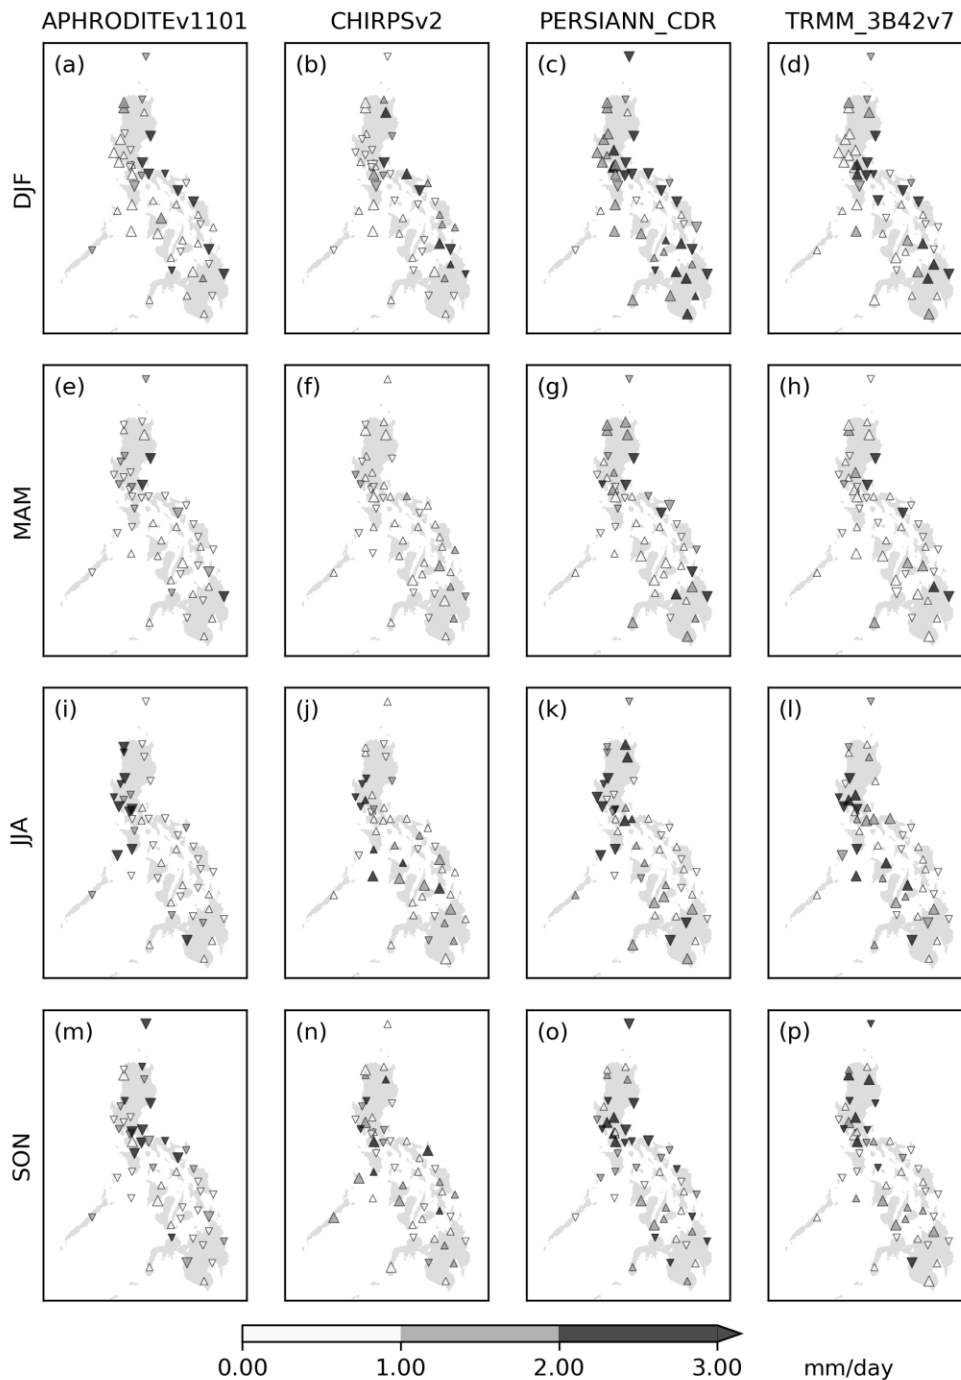 APHRODITEv1101 CHIRPSv2 PERSIANN_CDR TRMM_3B42v7
DJF
(a) (b) (c) (d)
MAM
(e) (f) (g) (h)
JJA
(i) (j) (k) (l)
SON
(m) (n) (o) (p)
0.00 1.00 2.00 3.00 mm/day